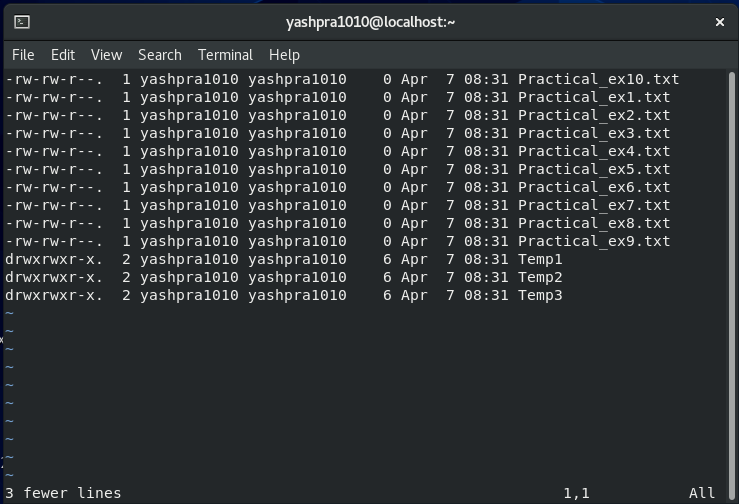 yashpra1010@localhost:~
File Edit View Search Terminal Help
-rw-rw-r--.  1 yashpra1010 yashpra1010    0 Apr  7 08:31 Practical_ex10.txt
-rw-rw-r--.  1 yashpra1010 yashpra1010    0 Apr  7 08:31 Practical_ex1.txt
-rw-rw-r--.  1 yashpra1010 yashpra1010    0 Apr  7 08:31 Practical_ex2.txt
-rw-rw-r--.  1 yashpra1010 yashpra1010    0 Apr  7 08:31 Practical_ex3.txt
-rw-rw-r--.  1 yashpra1010 yashpra1010    0 Apr  7 08:31 Practical_ex4.txt
-rw-rw-r--.  1 yashpra1010 yashpra1010    0 Apr  7 08:31 Practical_ex5.txt
-rw-rw-r--.  1 yashpra1010 yashpra1010    0 Apr  7 08:31 Practical_ex6.txt
-rw-rw-r--.  1 yashpra1010 yashpra1010    0 Apr  7 08:31 Practical_ex7.txt
-rw-rw-r--.  1 yashpra1010 yashpra1010    0 Apr  7 08:31 Practical_ex8.txt
-rw-rw-r--.  1 yashpra1010 yashpra1010    0 Apr  7 08:31 Practical_ex9.txt
drwxrwxr-x.  2 yashpra1010 yashpra1010    6 Apr  7 08:31 Temp1
drwxrwxr-x.  2 yashpra1010 yashpra1010    6 Apr  7 08:31 Temp2
drwxrwxr-x.  2 yashpra1010 yashpra1010    6 Apr  7 08:31 Temp3
~
~
~
~
~
~
~
~
~
~
3 fewer lines 1,1 All